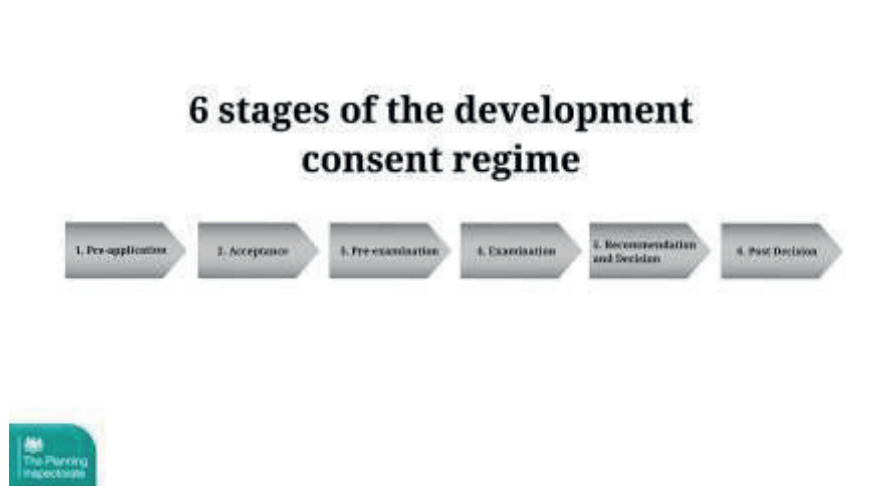 6 stages of the development
consent regime
1. Pre-application
2. Acceptance
3. Pre-examination
4. Examination
5. Recommendation
and Decision
6. Post Decision
The Planning
Inspectorate